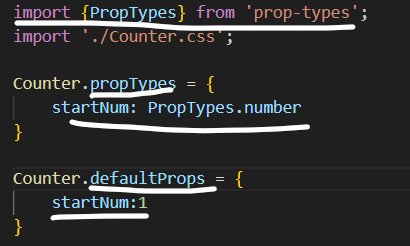 import {PropTypes} from 'prop-types';
import './Counter.css';
Counter.propTypes = {
startNum: PropTypes.number
}
Counter.defaultProps = {
startNum:1
}